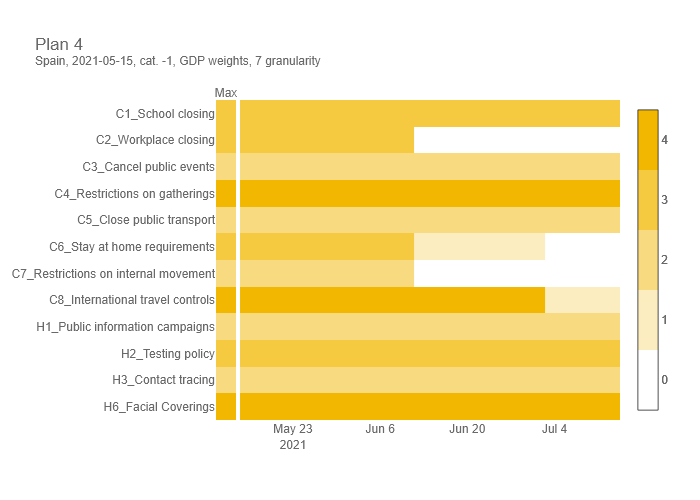 Plan 4
Spain, 2021-05-15, cat. -1, GDP weights, 7 granularity
Max
C1_School closing
C2_Workplace closing
C3_Cancel public events
C4_Restrictions on gatherings
C5_Close public transport
C6_Stay at home requirements
C7_Restrictions on internal movement
C8_International travel controls
H1_Public information campaigns
H2_Testing policy
H3_Contact tracing
H6_Facial Coverings
May 23 Jun 6 Jun 20 Jul 4
2021
4
3
2
1
0